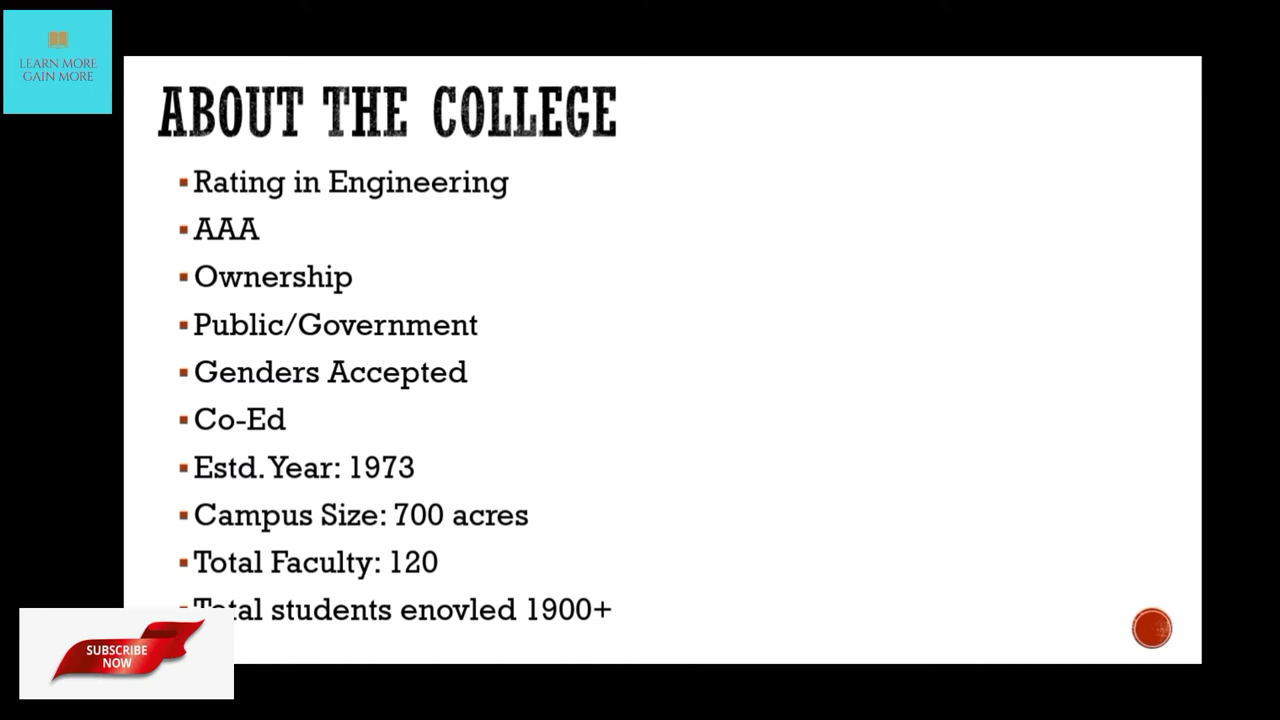 LEARN MORE
GAIN MORE
ABOUT THE COLLEGE
Rating in Engineering
AAA
Ownership
Public/Government
Genders Accepted
Co-Ed
Estd. Year: 1973
Campus Size: 700 acres
Total Faculty: 120
Total students enovled 1900+
SUBSCRIBE
NOW